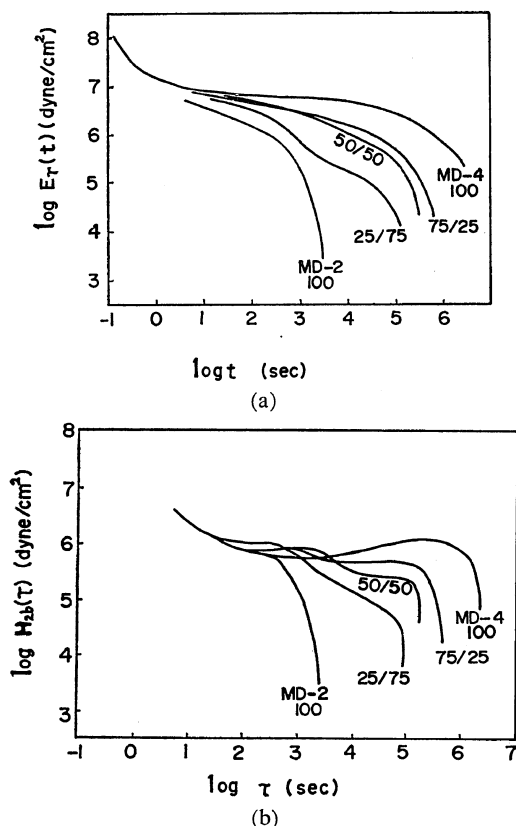 8
7
6
5
4
3
log Eᴛ(t) (dyne/cm²)
50/50
MD-4
100
25/75
75/25
MD-2
100
-1 0 1 2 3 4 5 6
log t (sec)
(a)
8
7
6
5
4
3
log H₂b(τ) (dyne/cm²)
50/50
MD-4
100
25/75
75/25
MD-2
100
-1 0 1 2 3 4 5 6 7
log τ (sec)
(b)